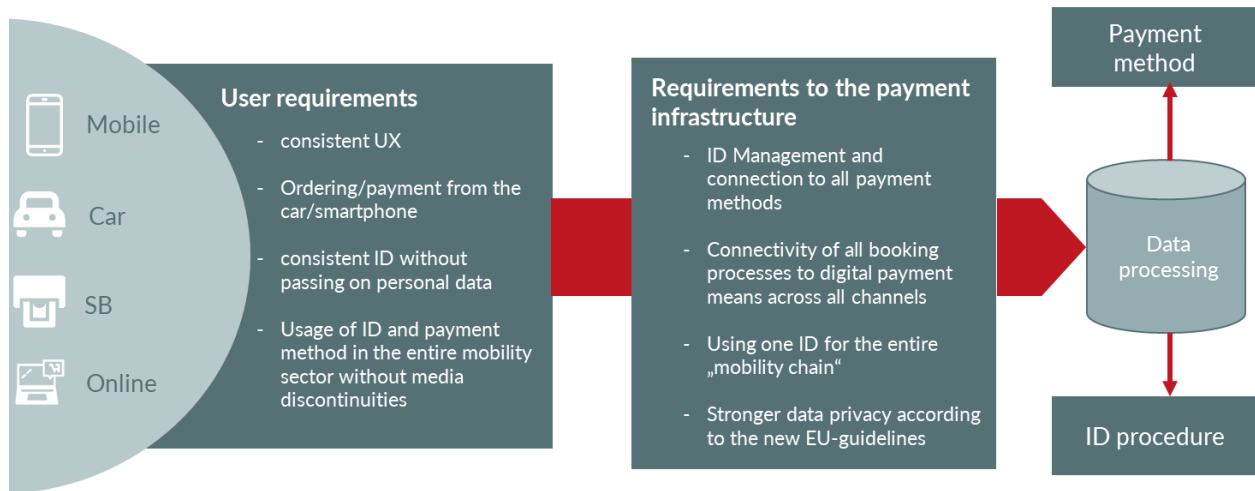 Mobile
Car
SB
Online
User requirements
- consistent UX
- Ordering/payment from the
car/smartphone
- consistent ID without
passing on personal data
- Usage of ID and payment
method in the entire mobility
sector without media
discontinuities
Requirements to the payment
infrastructure
- ID Management and
connection to all payment
methods
- Connectivity of all booking
processes to digital payment
means across all channels
- Using one ID for the entire
„mobility chain“
- Stronger data privacy according
to the new EU-guidelines
Payment
method
Data
processing
ID procedure